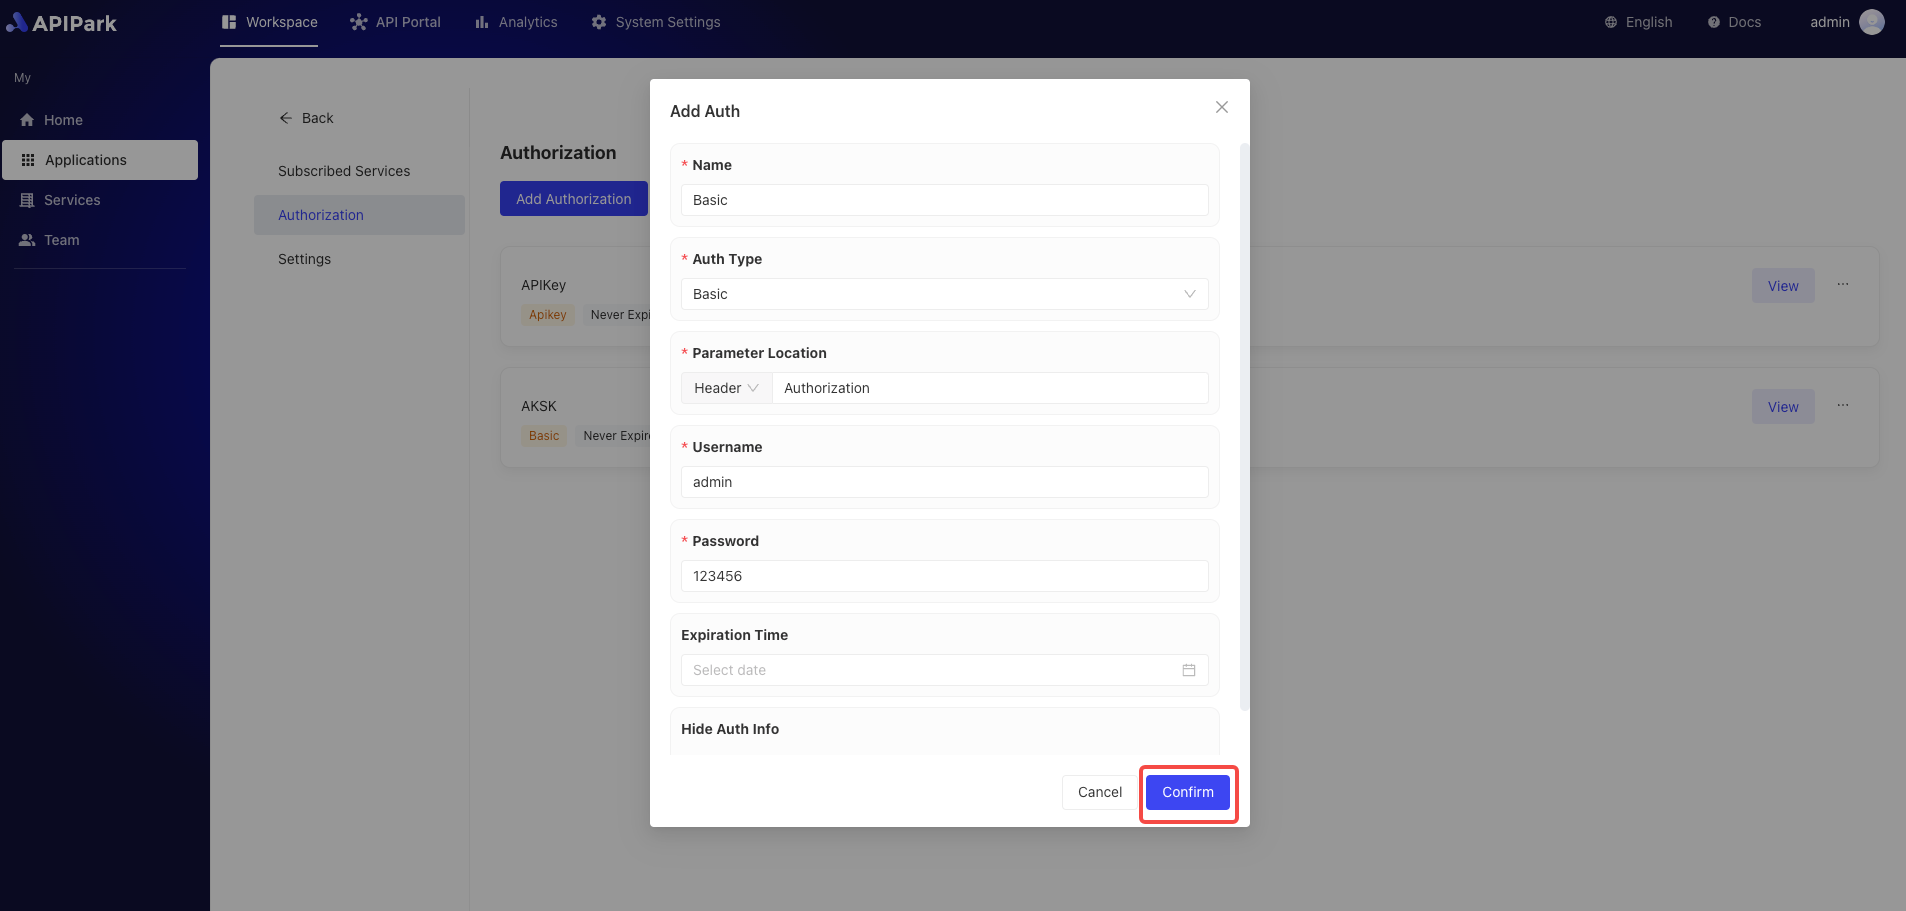 APIPark
Workspace
API Portal
Analytics
System Settings
English
Docs
admin
My
Home
Applications
Services
Team
Back
Subscribed Services
Authorization
Settings
Authorization
Add Authorization
APIKey
Apikey
Never Expi
View
...
AKSK
Basic
Never Expire
View
...
Add Auth
* Name
Basic
* Auth Type
Basic
* Parameter Location
Header
Authorization
* Username
admin
* Password
123456
Expiration Time
Select date
Hide Auth Info
Cancel
Confirm